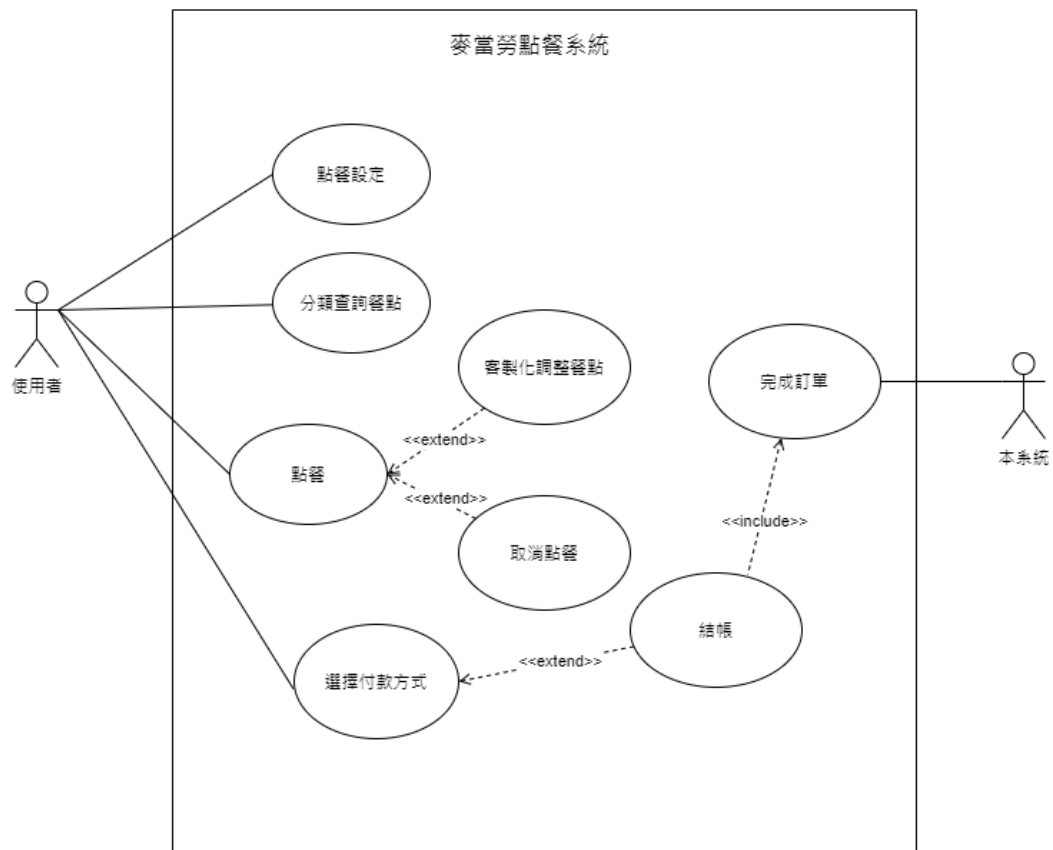 麥當勞點餐系統
點餐設定
分類查詢餐點
使用者
客製化調整餐點
完成訂單
本系統
<<extend>>
點餐
<<extend>>
取消點餐
<<include>>
結帳
<<extend>>
選擇付款方式